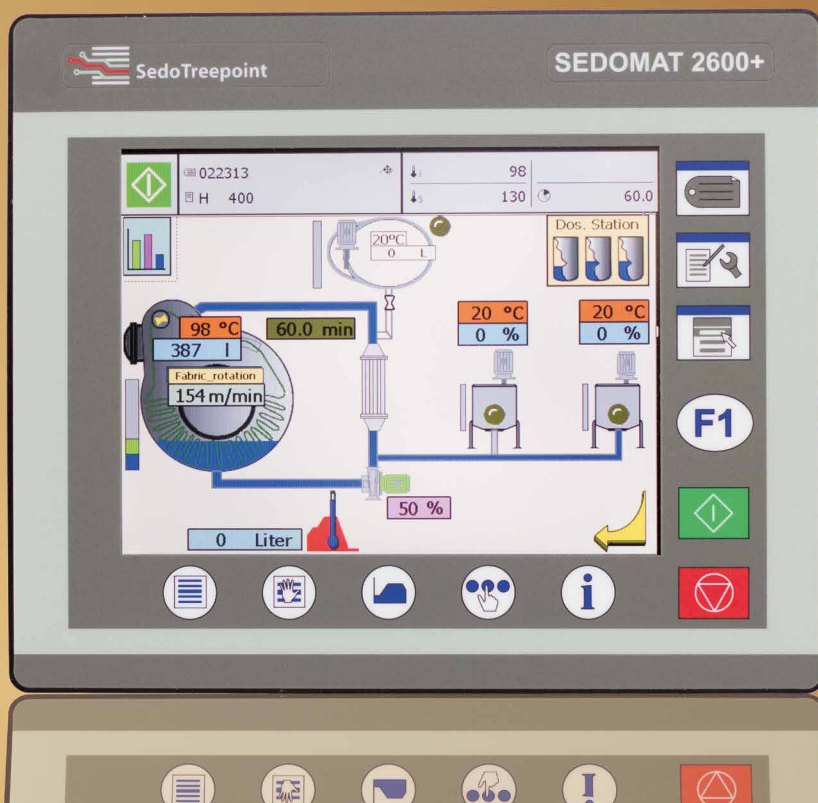 SedoTreepoint
SEDOMAT 2600+
022313
i 98
H 400
s 130
60.0
20°C
0 L
Dos. Station
98 °C
60.0 min
20 °C
20 °C
387 l
0 %
0 %
Fabric_rotation
154 m/min
F1
50 %
0 Liter
i